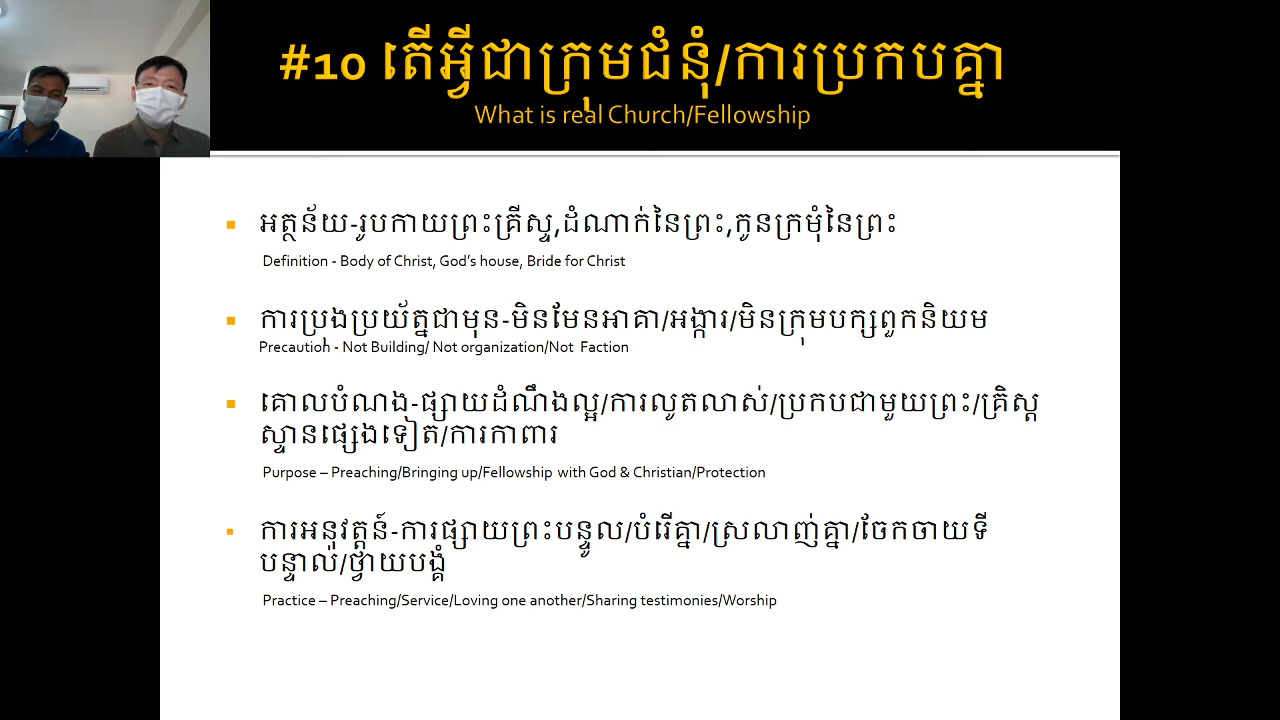 #10 តើអ្វីជាក្រុមជំនុំ/ការប្រកបគ្នា
What is real Church/Fellowship
អត្ថន័យ-រូបកាយព្រះគ្រីស្ទ,ដំណាក់នៃព្រះ,កូនក្រមុំនៃព្រះ
Definition - Body of Christ, God's house, Bride for Christ
ការប្រុងប្រយ័ត្នជាមុន-មិនមែនអាគា/អង្ការ/មិនក្រុមបក្សពួកនិយម
Precaution - Not Building/ Not organization/Not Faction
គោលបំណង-ផ្សាយដំណឹងល្អ/ការលូតលាស់/ប្រកបជាមួយព្រះ/គ្រិស្ត
ស្ទានផ្សេងទៀត/ការកាពារ
Purpose – Preaching/Bringing up/Fellowship with God & Christian/Protection
ការអនុវត្តន៍-ការផ្សាយព្រះបន្ទូល/បំរើគ្នា/ស្រលាញ់គ្នា/ចែកចាយទី
បន្ទាល់/ថ្វាយបង្គំ
Practice – Preaching/Service/Loving one another/Sharing testimonies/Worship